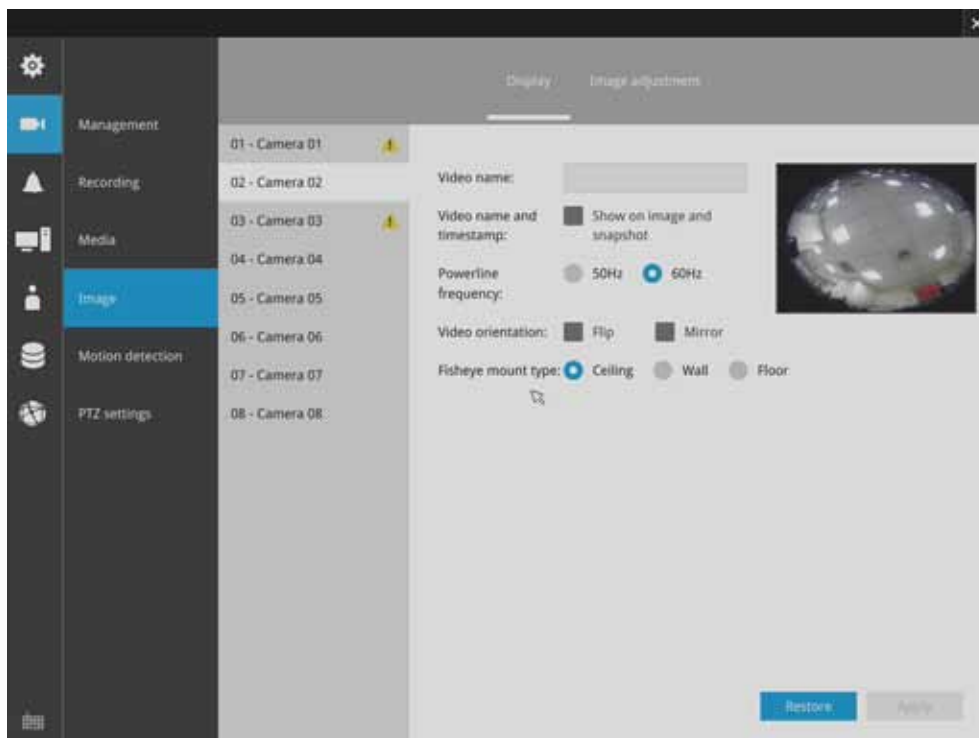 Display Image adjustment
Management
Recording
Media
Image
Motion detection
PTZ settings
01 - Camera 01
02 - Camera 02
03 - Camera 03
04 - Camera 04
05 - Camera 05
06 - Camera 06
07 - Camera 07
08 - Camera 08
Video name:
Video name and
timestamp:
Show on image and
snapshot
Powerline
frequency:
50Hz 60Hz
Video orientation: Flip Mirror
Fisheye mount type: Ceiling Wall Floor
Restore Apply